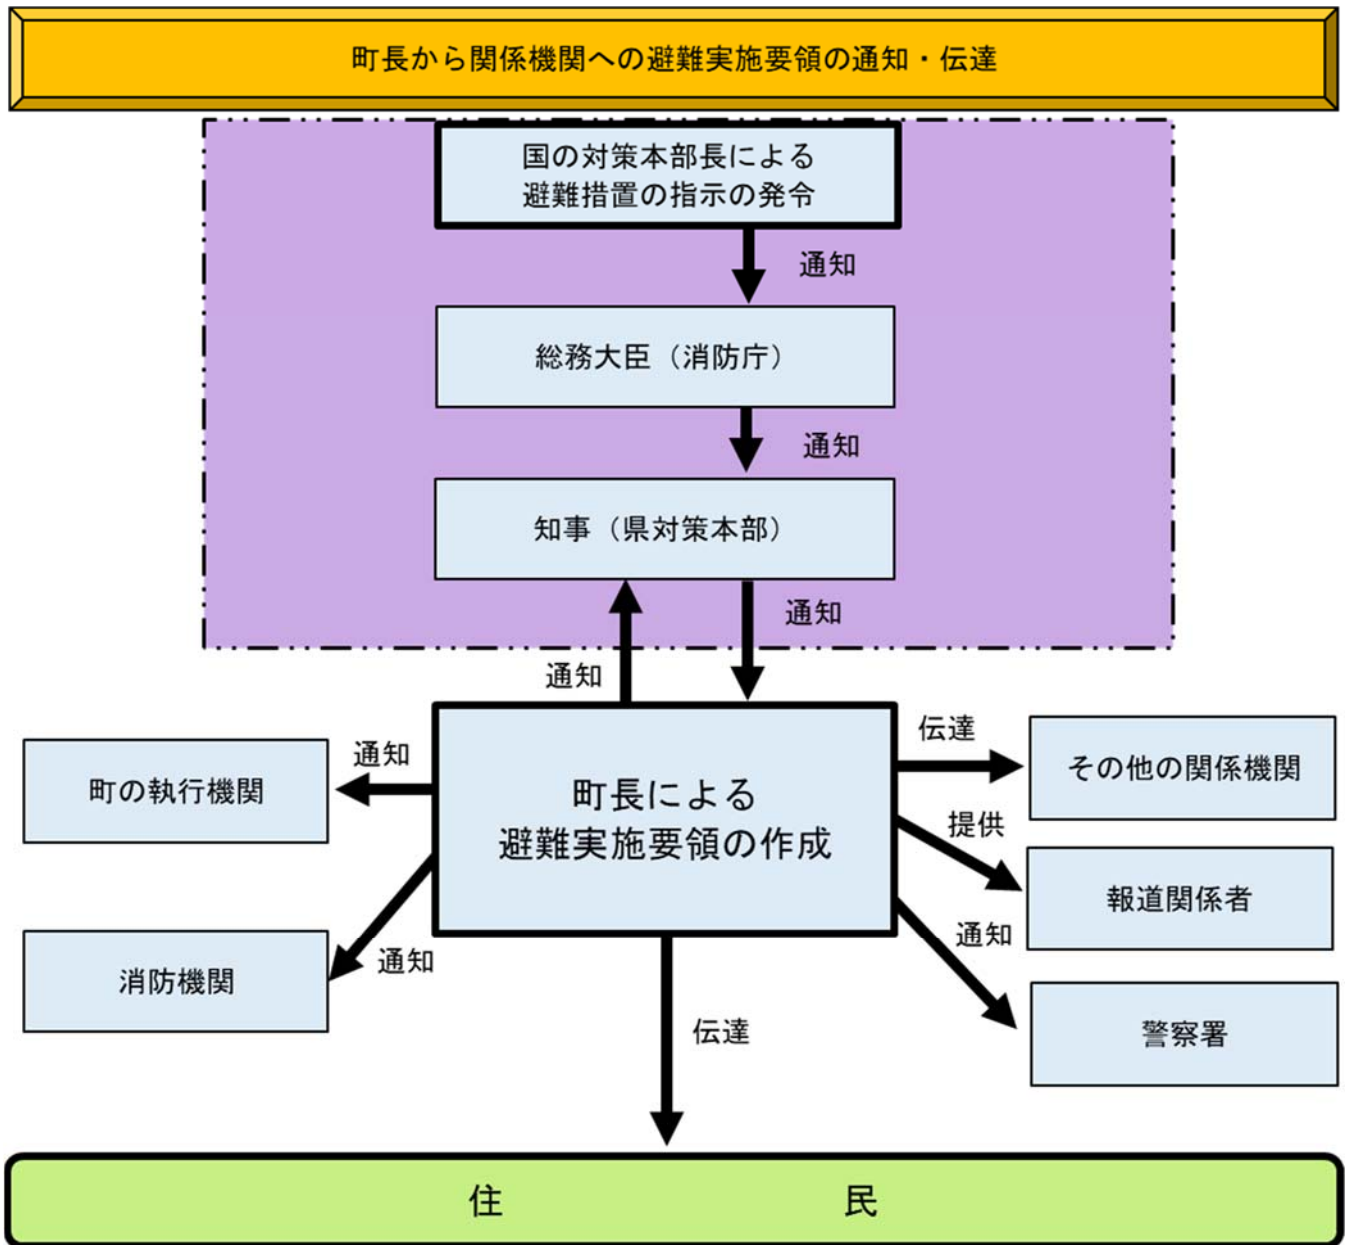 町長から関係機関への避難実施要領の通知・伝達
国の対策本部長による
避難措置の指示の発令
通知
総務大臣（消防庁）
通知
知事（県対策本部）
通知
通知
町長による
避難実施要領の作成
通知
町の執行機関
通知
消防機関
伝達
その他の関係機関
提供
報道関係者
通知
警察署
伝達
住　民